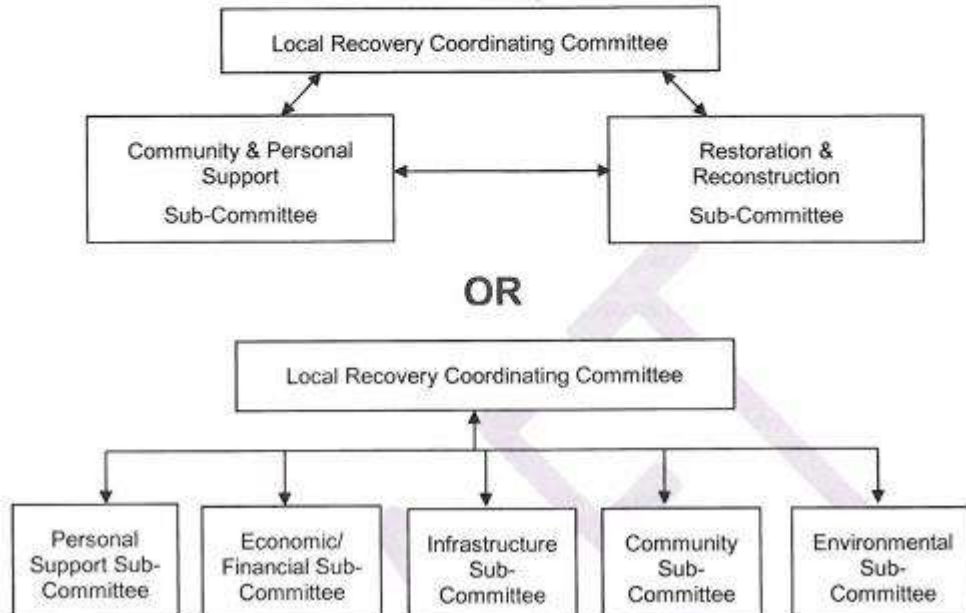 Local Recovery Coordinating Committee
Community & Personal
Support
Sub-Committee
Restoration &
Reconstruction
Sub-Committee
OR
Local Recovery Coordinating Committee
Personal
Support Sub-
Committee
Economic/
Financial Sub-
Committee
Infrastructure
Sub-
Committee
Community
Sub-
Committee
Environmental
Sub-
Committee